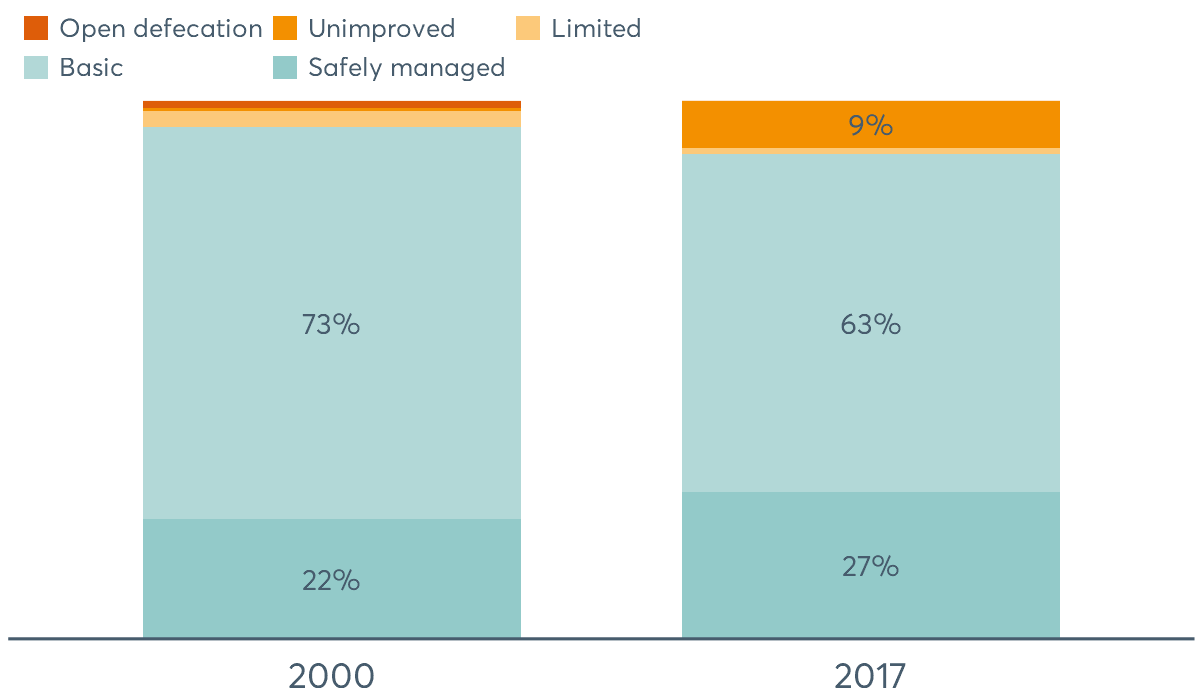 Open defecation Unimproved Limited
Basic Safely managed
9%
73% 63%
22% 27%
2000 2017